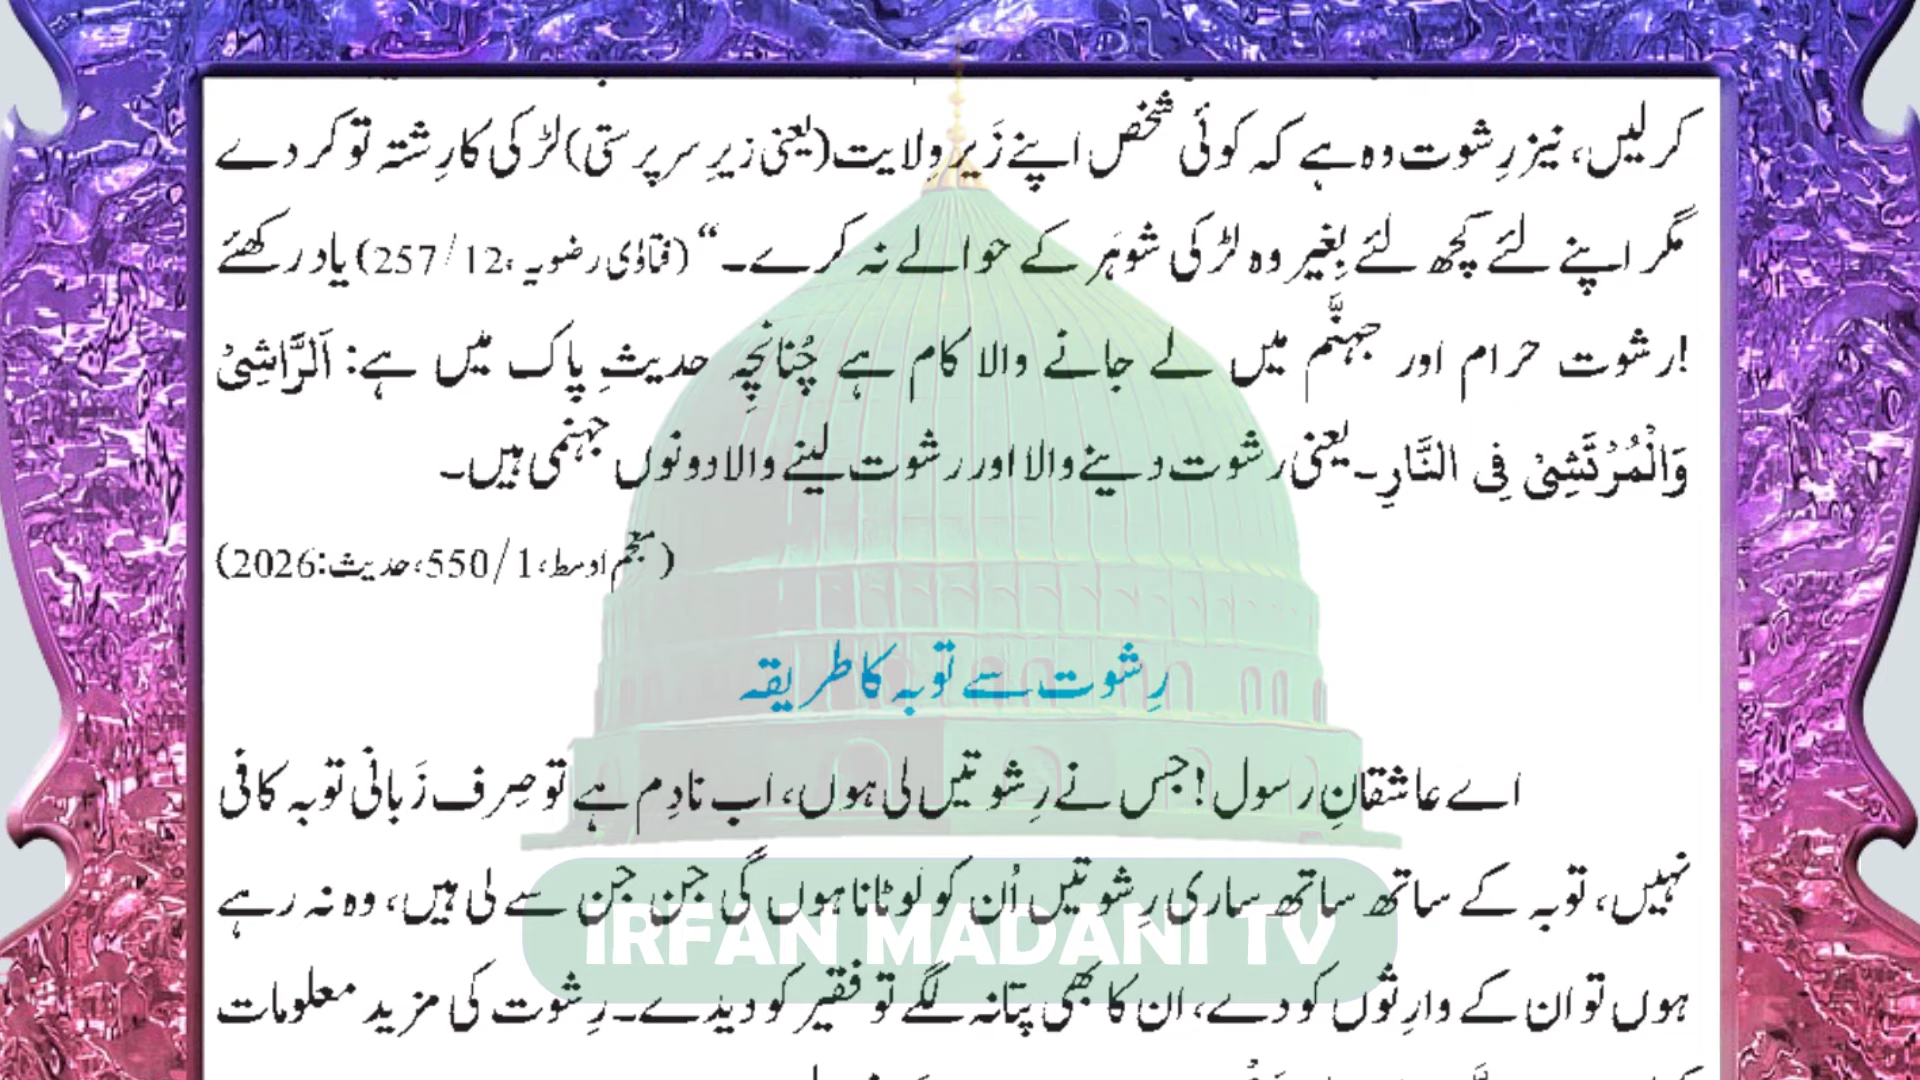 کرلیں، نیز رِشوت وہ ہے کہ کوئی شخص اپنے زَیرِ وِلایت(یعنی زیرِ سرپرستی) لڑکی کا رِشتہ تو کر دے
مگر اپنے لئے کچھ لئے بِغیر وہ لڑکی شوہَر کے حوالے نہ کرے۔“ (فتاوٰی رضویہ، 12/257) یاد رکھئے
!رشوت حرام اور جہنَّم میں لے جانے والا کام ہے چُنانچِہ حدیثِ پاک میں ہے: اَلرَّاشِیْ
وَالْمُرْتَشِیْ فِی النَّارِ۔یعنی رشوت دینے والا اور رشوت لینے والا دونوں جہنمی ہیں۔
(معجم اوسط، 1/550، حدیث:2026)
رِشوت سے توبہ کا طریقہ
اے عاشقانِ رسول! جس نے رِشوتیں لی ہوں، اب نادِم ہے تو صِرف زَبانی توبہ کافی
نہیں، توبہ کے ساتھ ساتھ ساری رِشوتیں اُن کو لوٹانا ہوں گی جن جن سے لی ہیں، وہ نہ رہے
IRFAN MADANI TV
ہوں تو ان کے وارِثوں کو دے، ان کا بھی پتا نہ لگے تو فقیر کو دیدے۔ رِشوت کی مزید معلومات